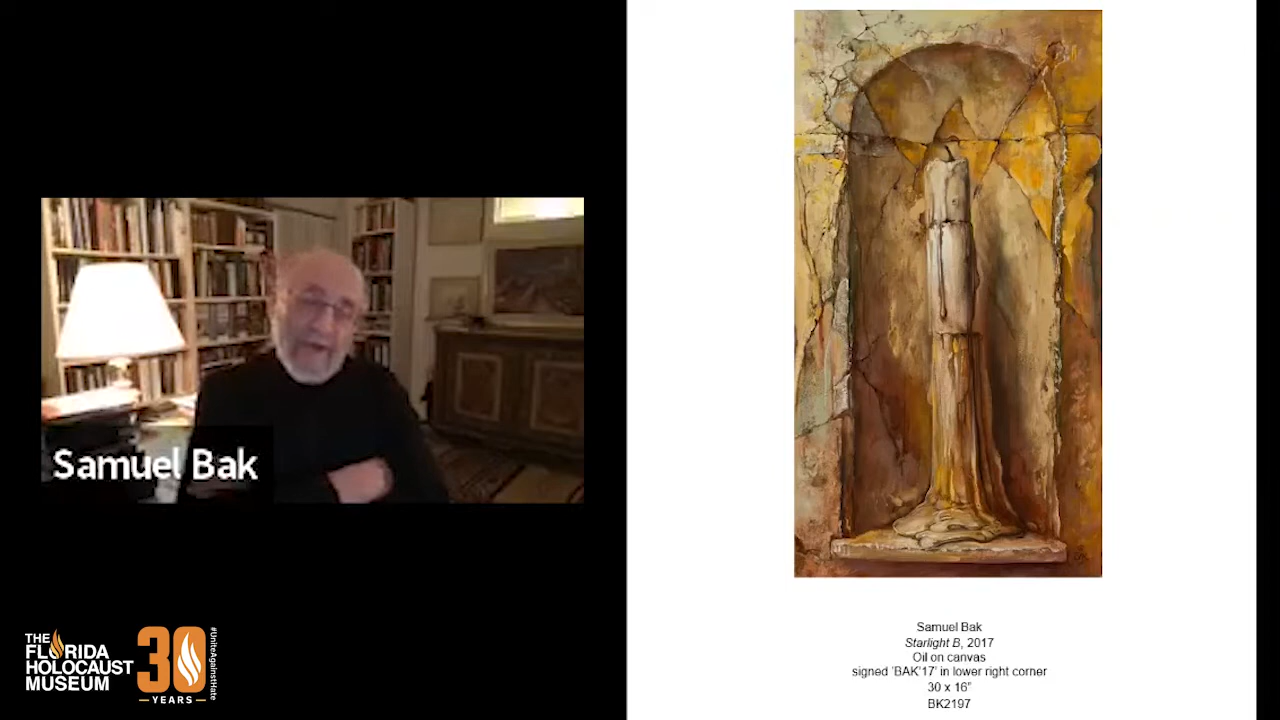 Samuel Bak
THE
FLORIDA
HOLOCAUST
MUSEUM
30
YEARS
#UniteAgainstHate
Samuel Bak
Starlight B, 2017
Oil on canvas
signed 'BAK'17' in lower right corner
30 x 16"
BK2197